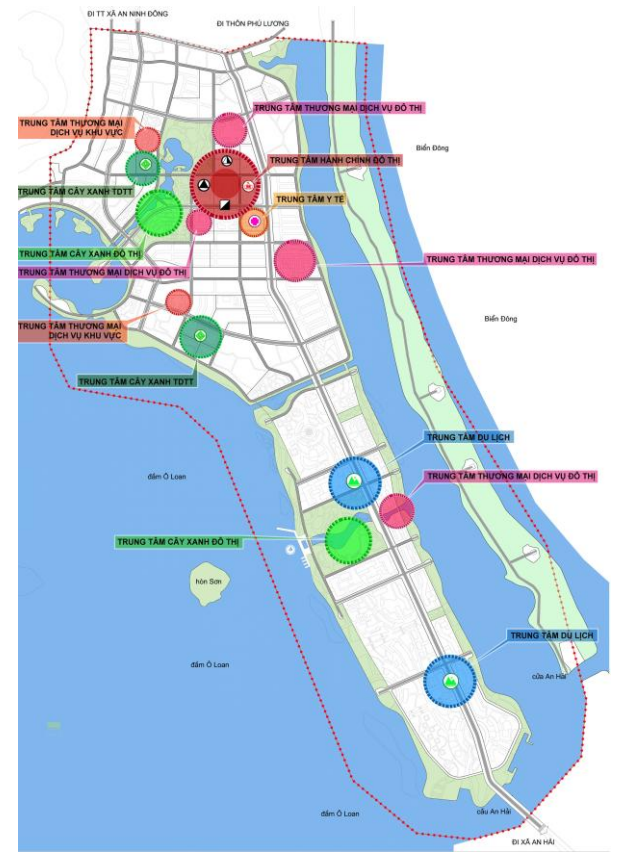 ĐI TT XÃ AN NINH ĐÔNG
ĐI THÔN PHÚ LƯƠNG
TRUNG TÂM THƯƠNG MẠI DỊCH VỤ ĐÔ THỊ
TRUNG TÂM THƯƠNG MẠI
DỊCH VỤ KHU VỰC
Biển Đông
TRUNG TÂM HÀNH CHÍNH ĐÔ THỊ
TRUNG TÂM CÂY XANH TDTT
TRUNG TÂM Y TẾ
TRUNG TÂM CÂY XANH ĐÔ THỊ
TRUNG TÂM THƯƠNG MẠI DỊCH VỤ ĐÔ THỊ
TRUNG TÂM THƯƠNG MẠI DỊCH VỤ ĐÔ THỊ
Biển Đông
TRUNG TÂM THƯƠNG MẠI
DỊCH VỤ KHU VỰC
TRUNG TÂM CÂY XANH TDTT
TRUNG TÂM DU LỊCH
đầm Ô Loan
TRUNG TÂM THƯƠNG MẠI DỊCH VỤ ĐÔ THỊ
TRUNG TÂM CÂY XANH ĐÔ THỊ
hòn Sơn
TRUNG TÂM DU LỊCH
đầm Ô Loan
cửa An Hải
đầm Ô Loan
cầu An Hải
ĐI XÃ AN HẢI